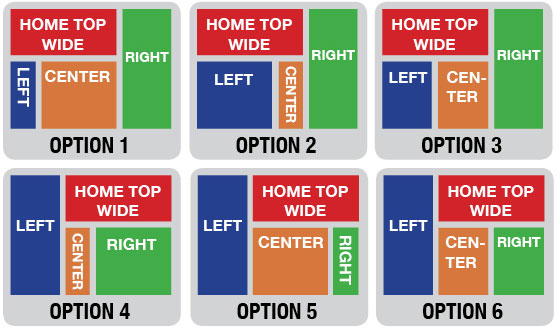 HOME TOP
WIDE
RIGHT
LEFT
CENTER
OPTION 1
HOME TOP
WIDE
RIGHT
LEFT
CENTER
OPTION 2
HOME TOP
WIDE
RIGHT
LEFT
CEN-
TER
OPTION 3
HOME TOP
WIDE
LEFT
CENTER
RIGHT
OPTION 4
HOME TOP
WIDE
LEFT
CENTER
RIGHT
OPTION 5
HOME TOP
WIDE
LEFT
CEN-
TER
RIGHT
OPTION 6